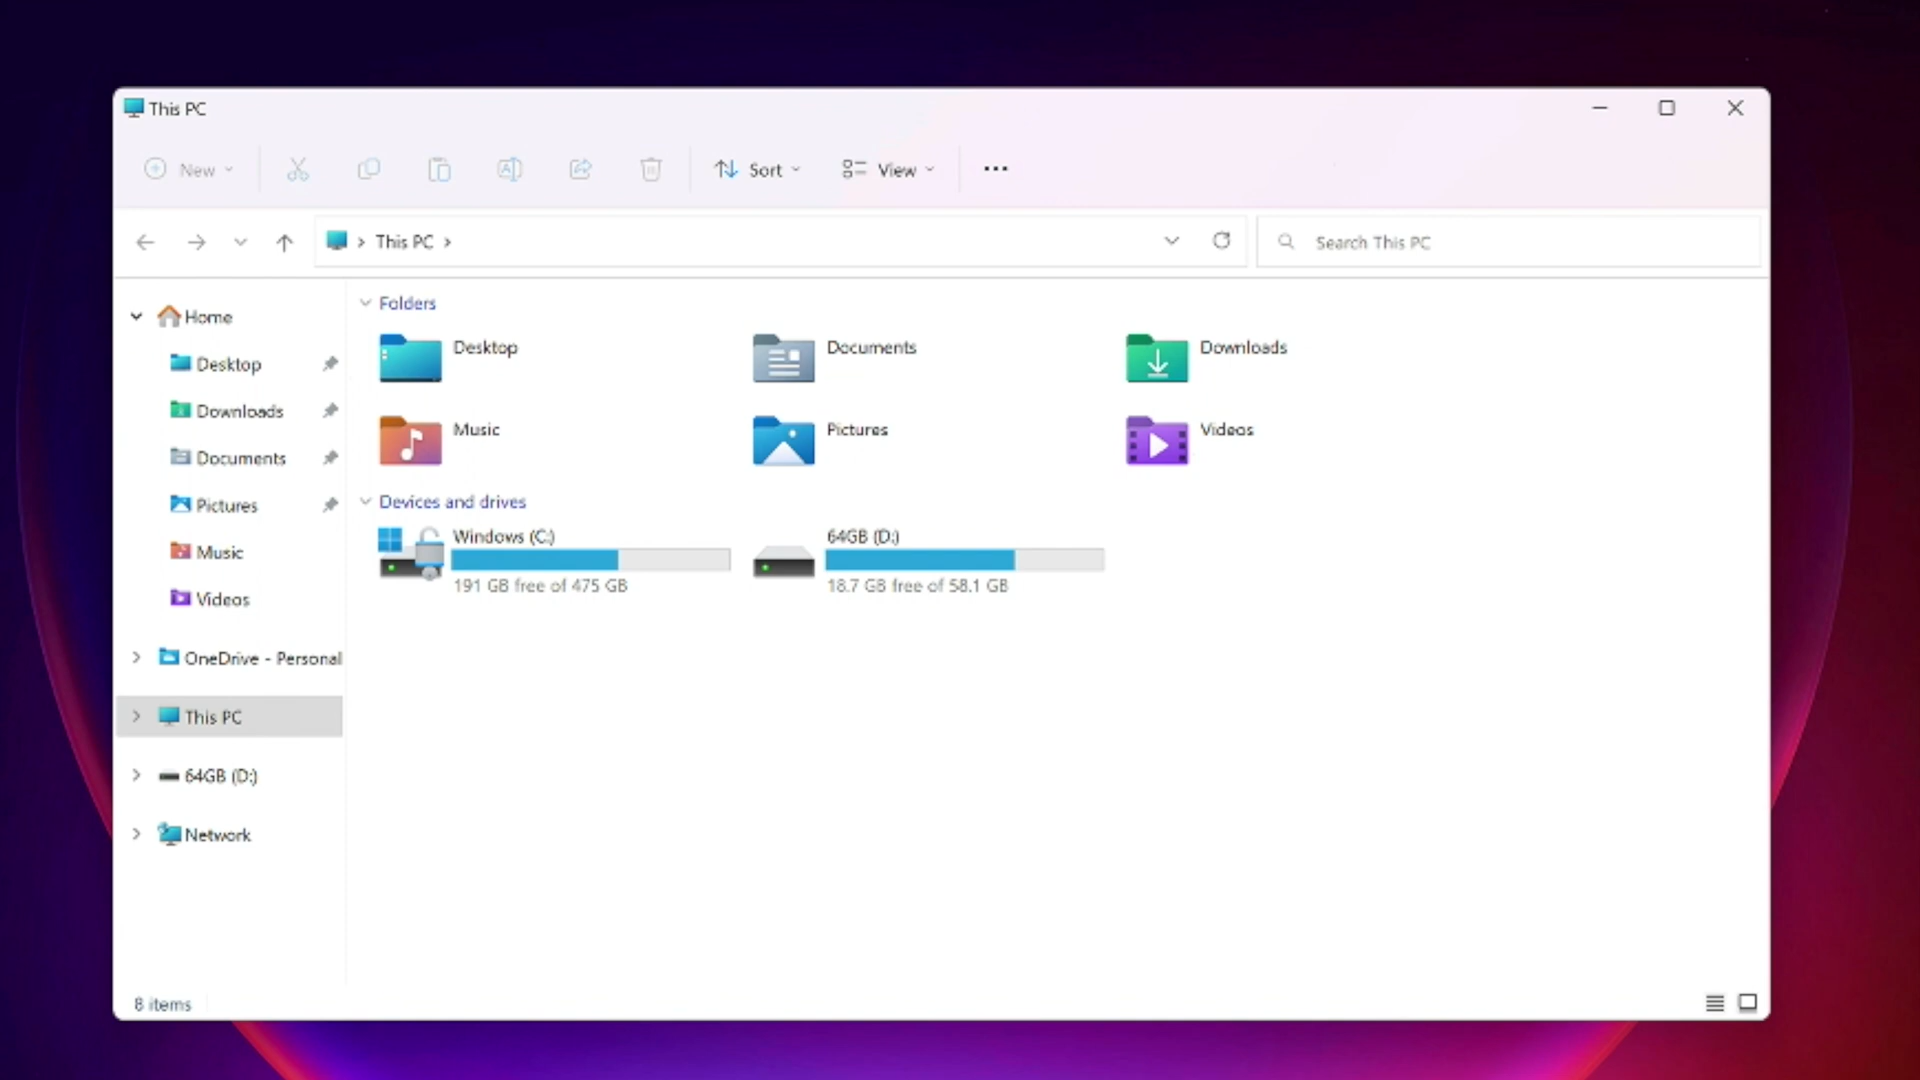 This PC
New
Sort
View
This PC
Search This PC
Home
Desktop
Downloads
Documents
Pictures
Music
Videos
OneDrive - Personal
This PC
64GB (D:)
Network
Folders
Desktop
Documents
Downloads
Music
Pictures
Videos
Devices and drives
Windows (C:)
191 GB free of 475 GB
64GB (D:)
18.7 GB free of 58.1 GB
8 items